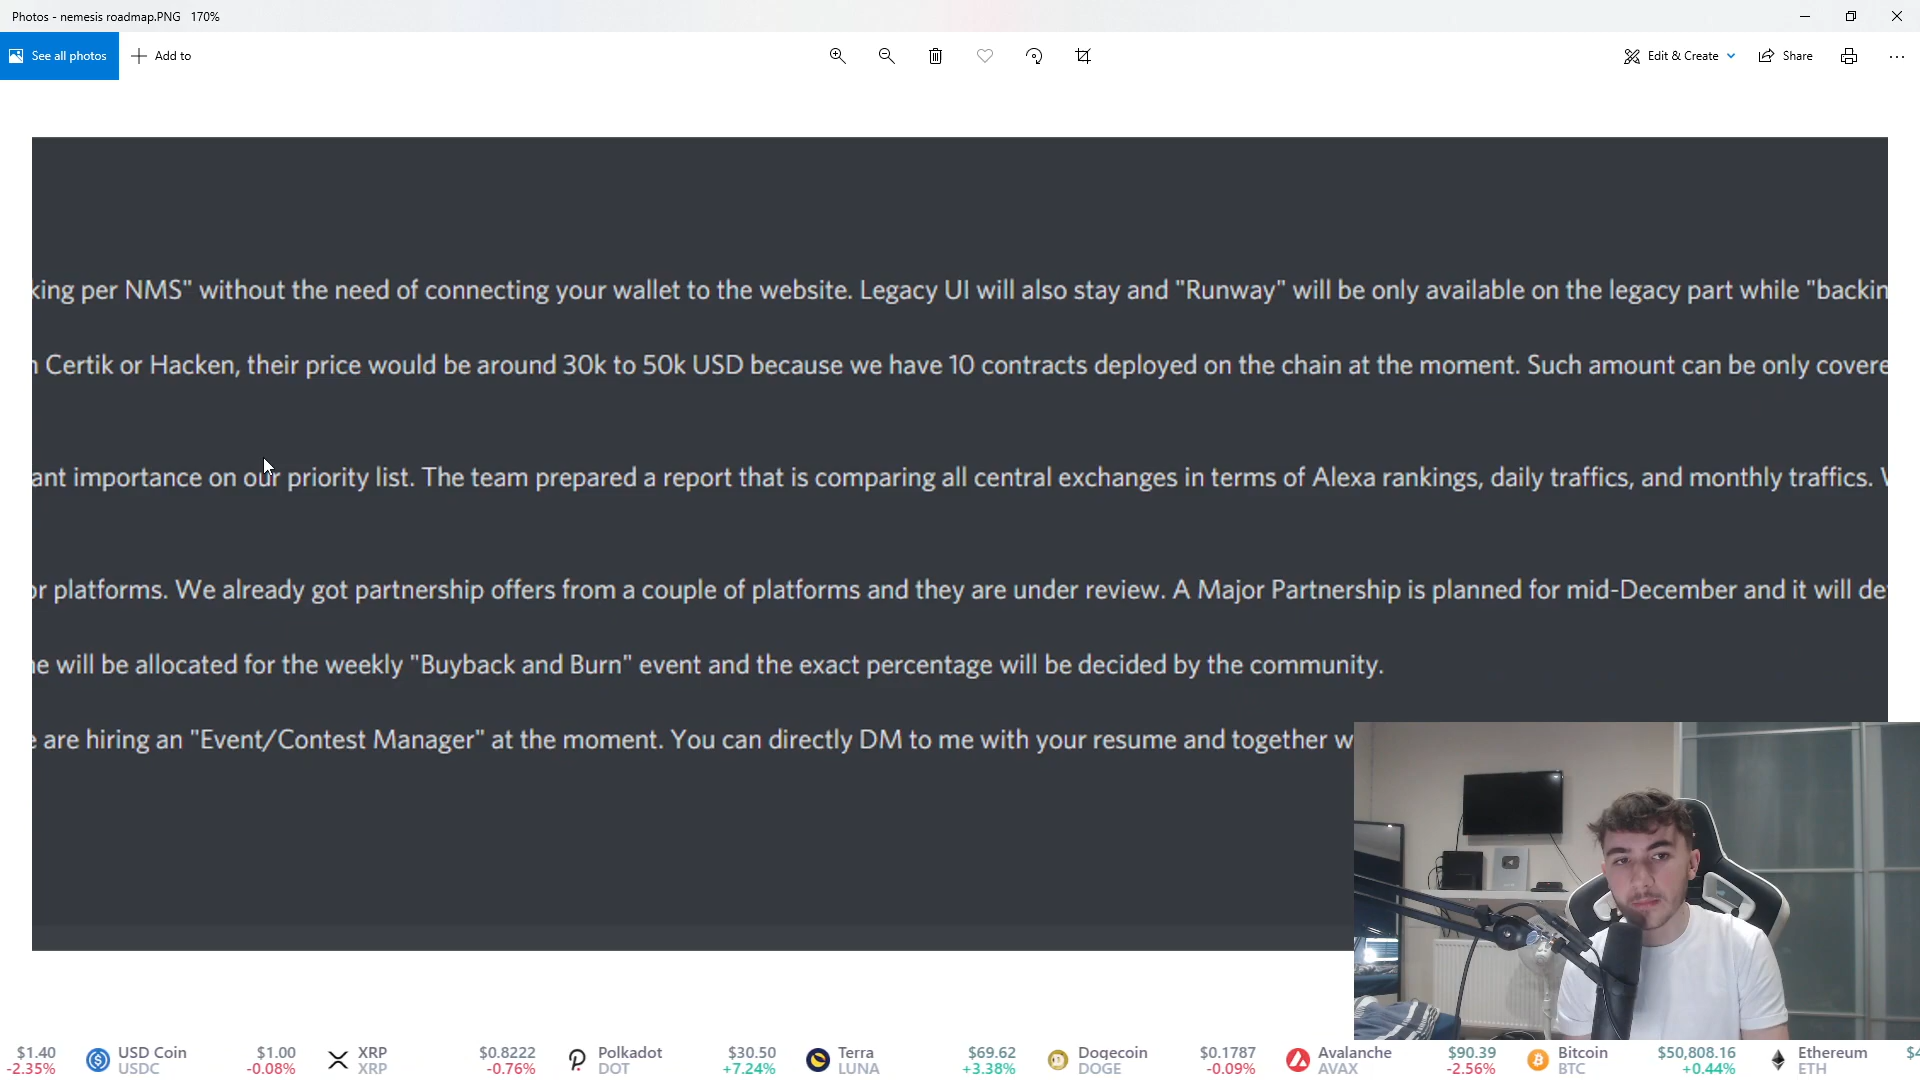 Photos - nemesis roadmap.PNG 170%
See all photos
Add to
Edit & Create
Share
king per NMS" without the need of connecting your wallet to the website. Legacy UI will also stay and "Runway" will be only available on the legacy part while "backin
n Certik or Hacken, their price would be around 30k to 50k USD because we have 10 contracts deployed on the chain at the moment. Such amount can be only covere
ant importance on our priority list. The team prepared a report that is comparing all central exchanges in terms of Alexa rankings, daily traffics, and monthly traffics.
or platforms. We already got partnership offers from a couple of platforms and they are under review. A Major Partnership is planned for mid-December and it will de
e will be allocated for the weekly "Buyback and Burn" event and the exact percentage will be decided by the community.
e are hiring an "Event/Contest Manager" at the moment. You can directly DM to me with your resume and together w
$1.40 USD Coin $1.00 XRP $0.8222 Polkadot $30.50 Terra $69.62 Dogecoin $0.1787 Avalanche $90.39 Bitcoin $50,808.16 Ethereum
-2.35% USDC -0.08% XRP -0.76% DOT +7.24% LUNA +3.38% DOGE -0.09% AVAX -2.56% BTC +0.44% ETH